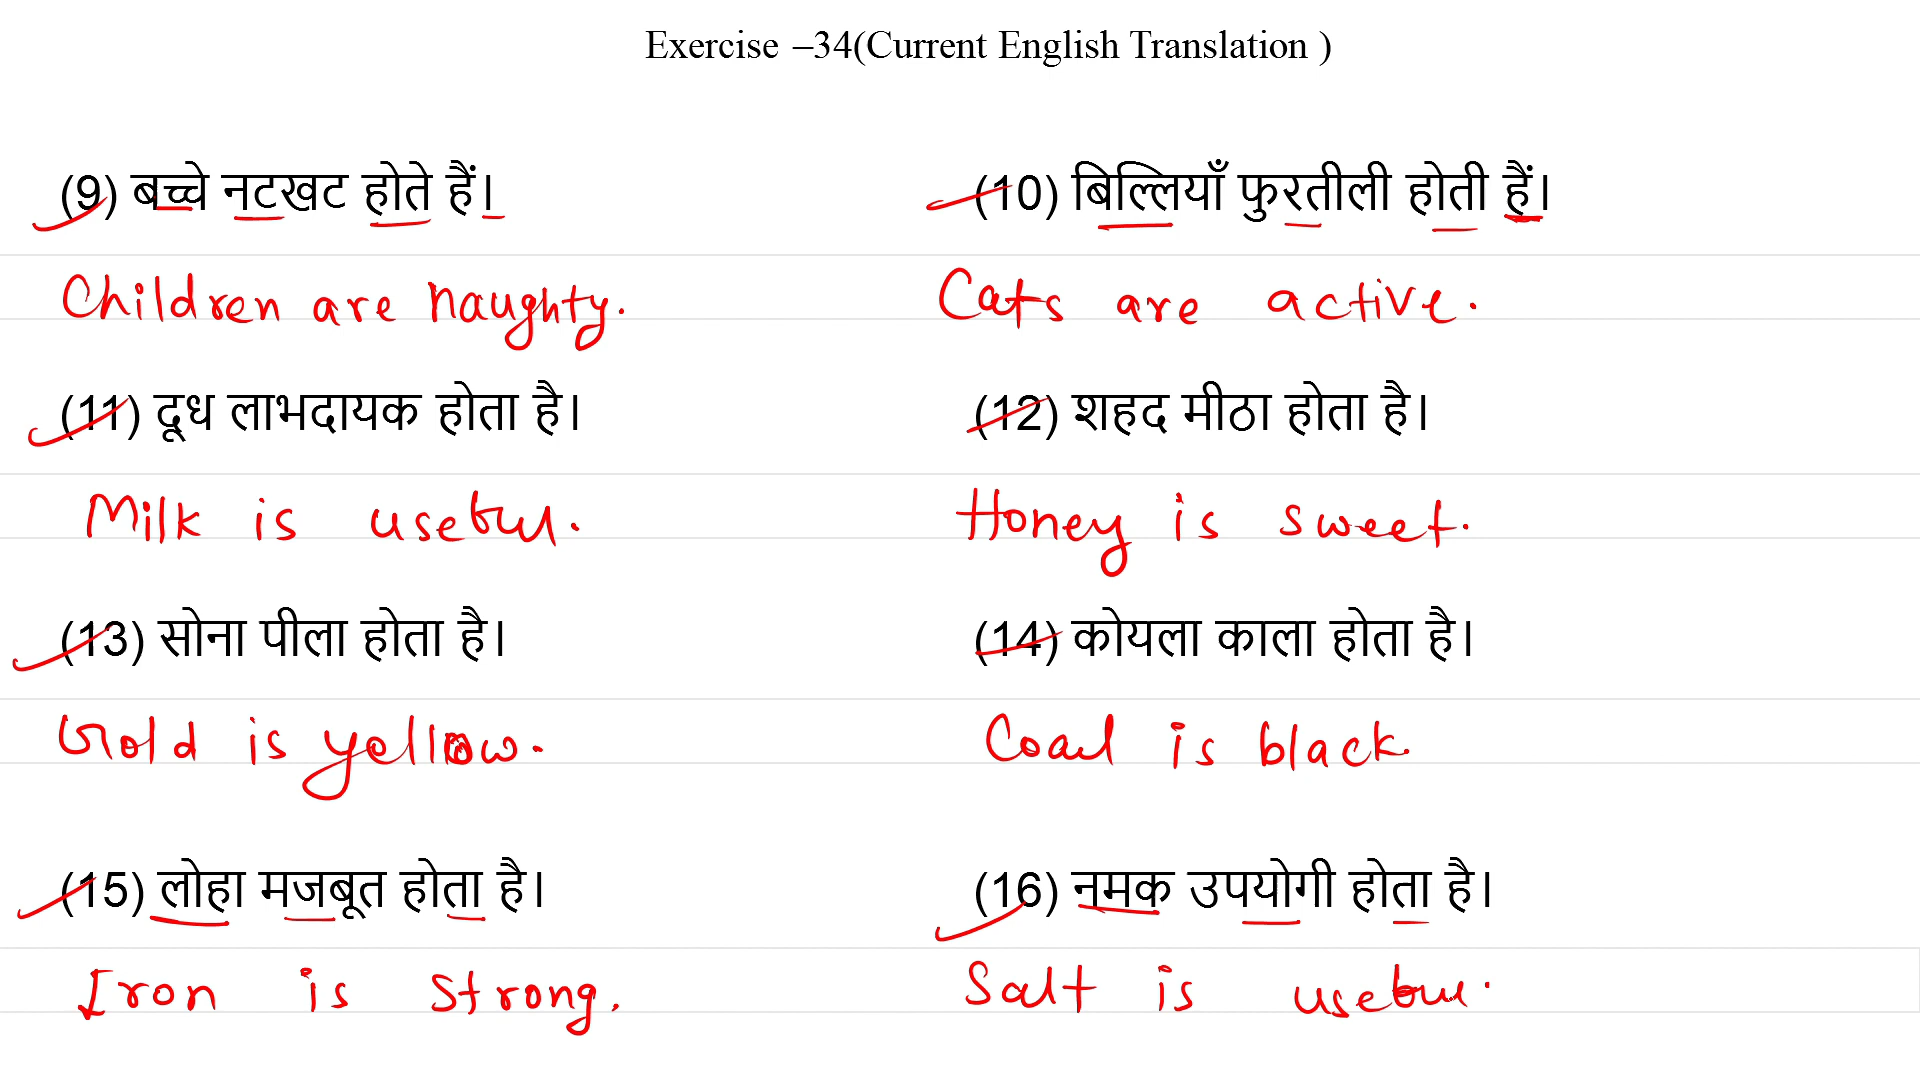 Exercise –34(Current English Translation )
(9) बच्चे नटखट होते हैं।
(10) बिल्लियाँ फुरतीली होती हैं।
Children are naughty.
Cats are active.
(11) दूध लाभदायक होता है।
(12) शहद मीठा होता है।
Milk is useful.
Honey is sweet.
(13) सोना पीला होता है।
(14) कोयला काला होता है।
Gold is yellow.
Coal is black.
(15) लोहा मजबूत होता है।
(16) नमक उपयोगी होता है।
Iron is strong.
Salt is useful.